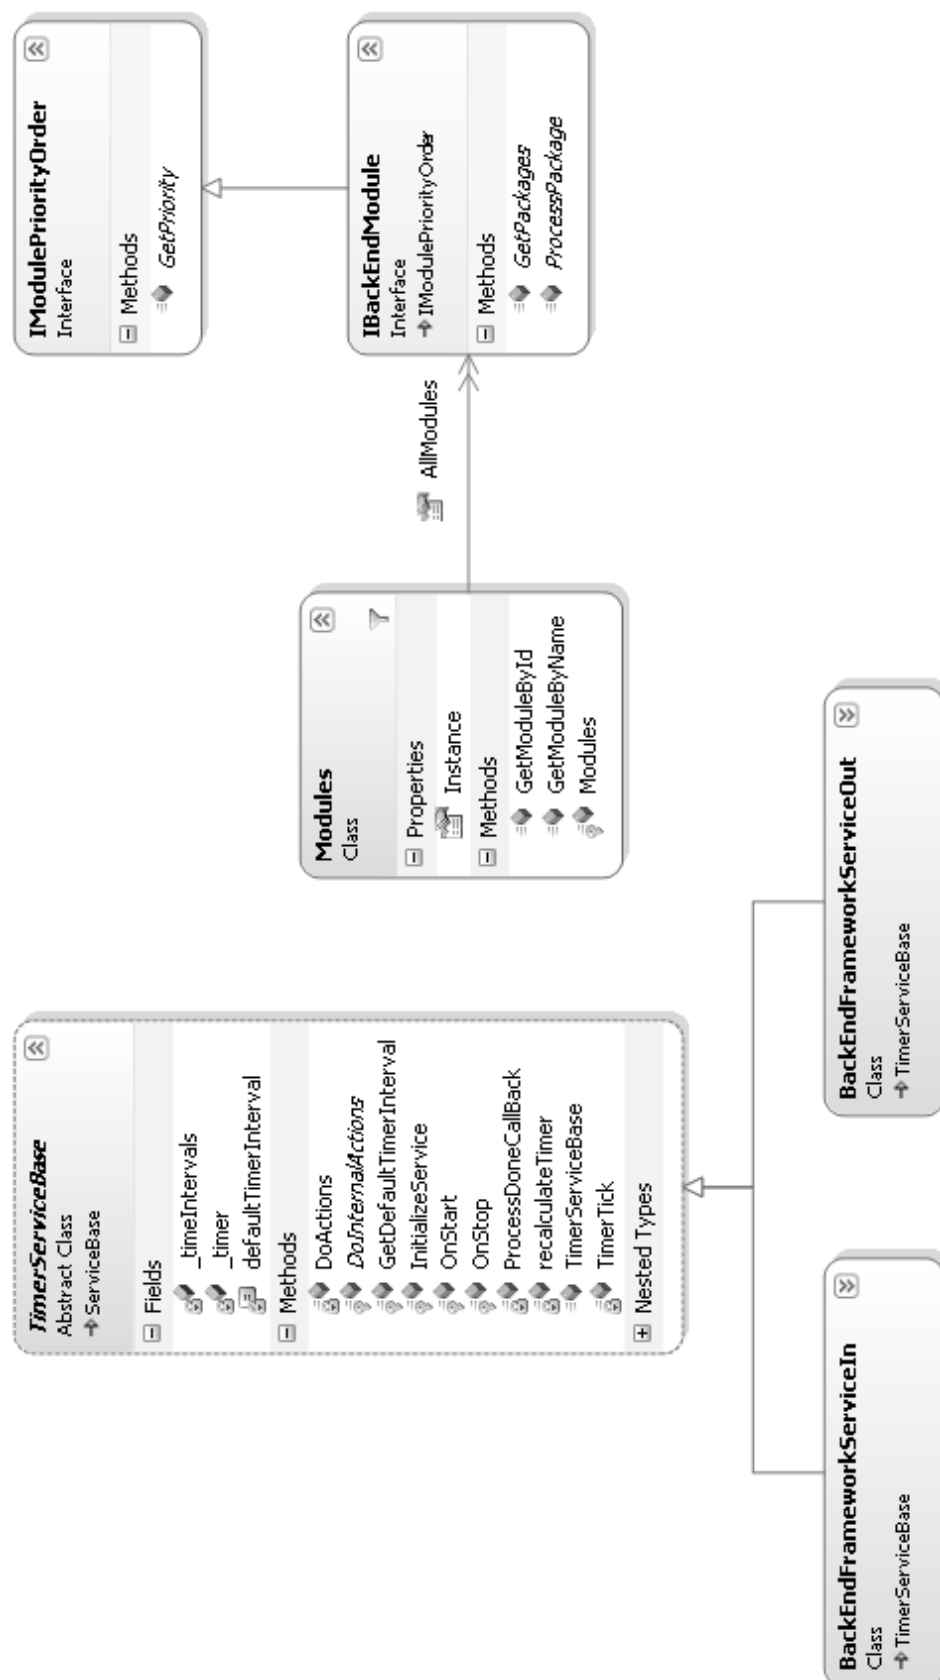 TimerServiceBase
Abstract Class
ServiceBase
Fields
_timeIntervals
_timer
defaultTimerInterval
Methods
DoActions
DoInternalActions
GetDefaultTimerInterval
InitializeService
OnStart
OnStop
ProcessDoneCallBack
recalculateTimer
TimerServiceBase
TimerTick
Nested Types
BackEndFrameworkServiceIn
Class
TimerServiceBase
BackEndFrameworkServiceOut
Class
TimerServiceBase
Modules
Class
Properties
Instance
Methods
GetModuleById
GetModuleByName
Modules
AllModules
IModulePriorityOrder
Interface
Methods
GetPriority
IBackEndModule
Interface
IModulePriorityOrder
Methods
GetPackages
ProcessPackage